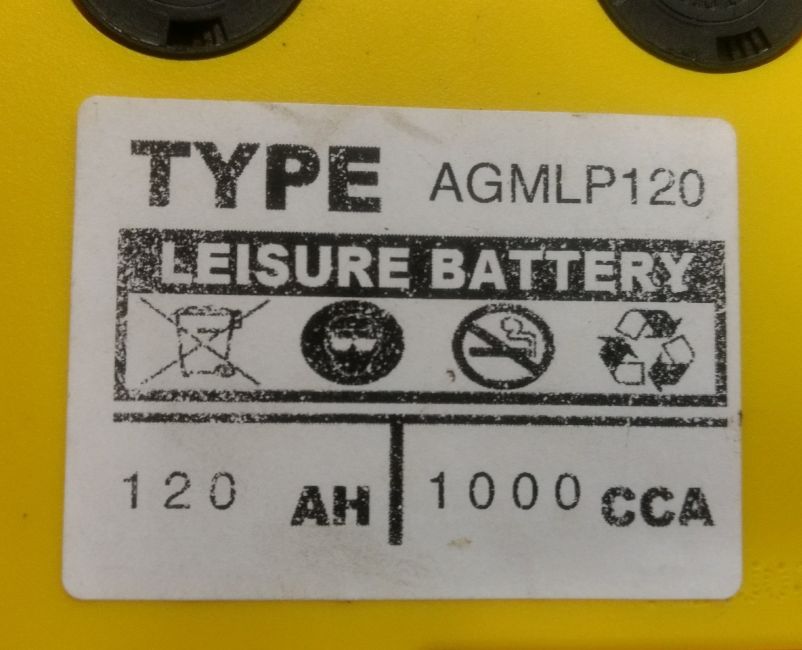 TYPE AGMLP120
LEISURE BATTERY
120 AH 1000 CCA